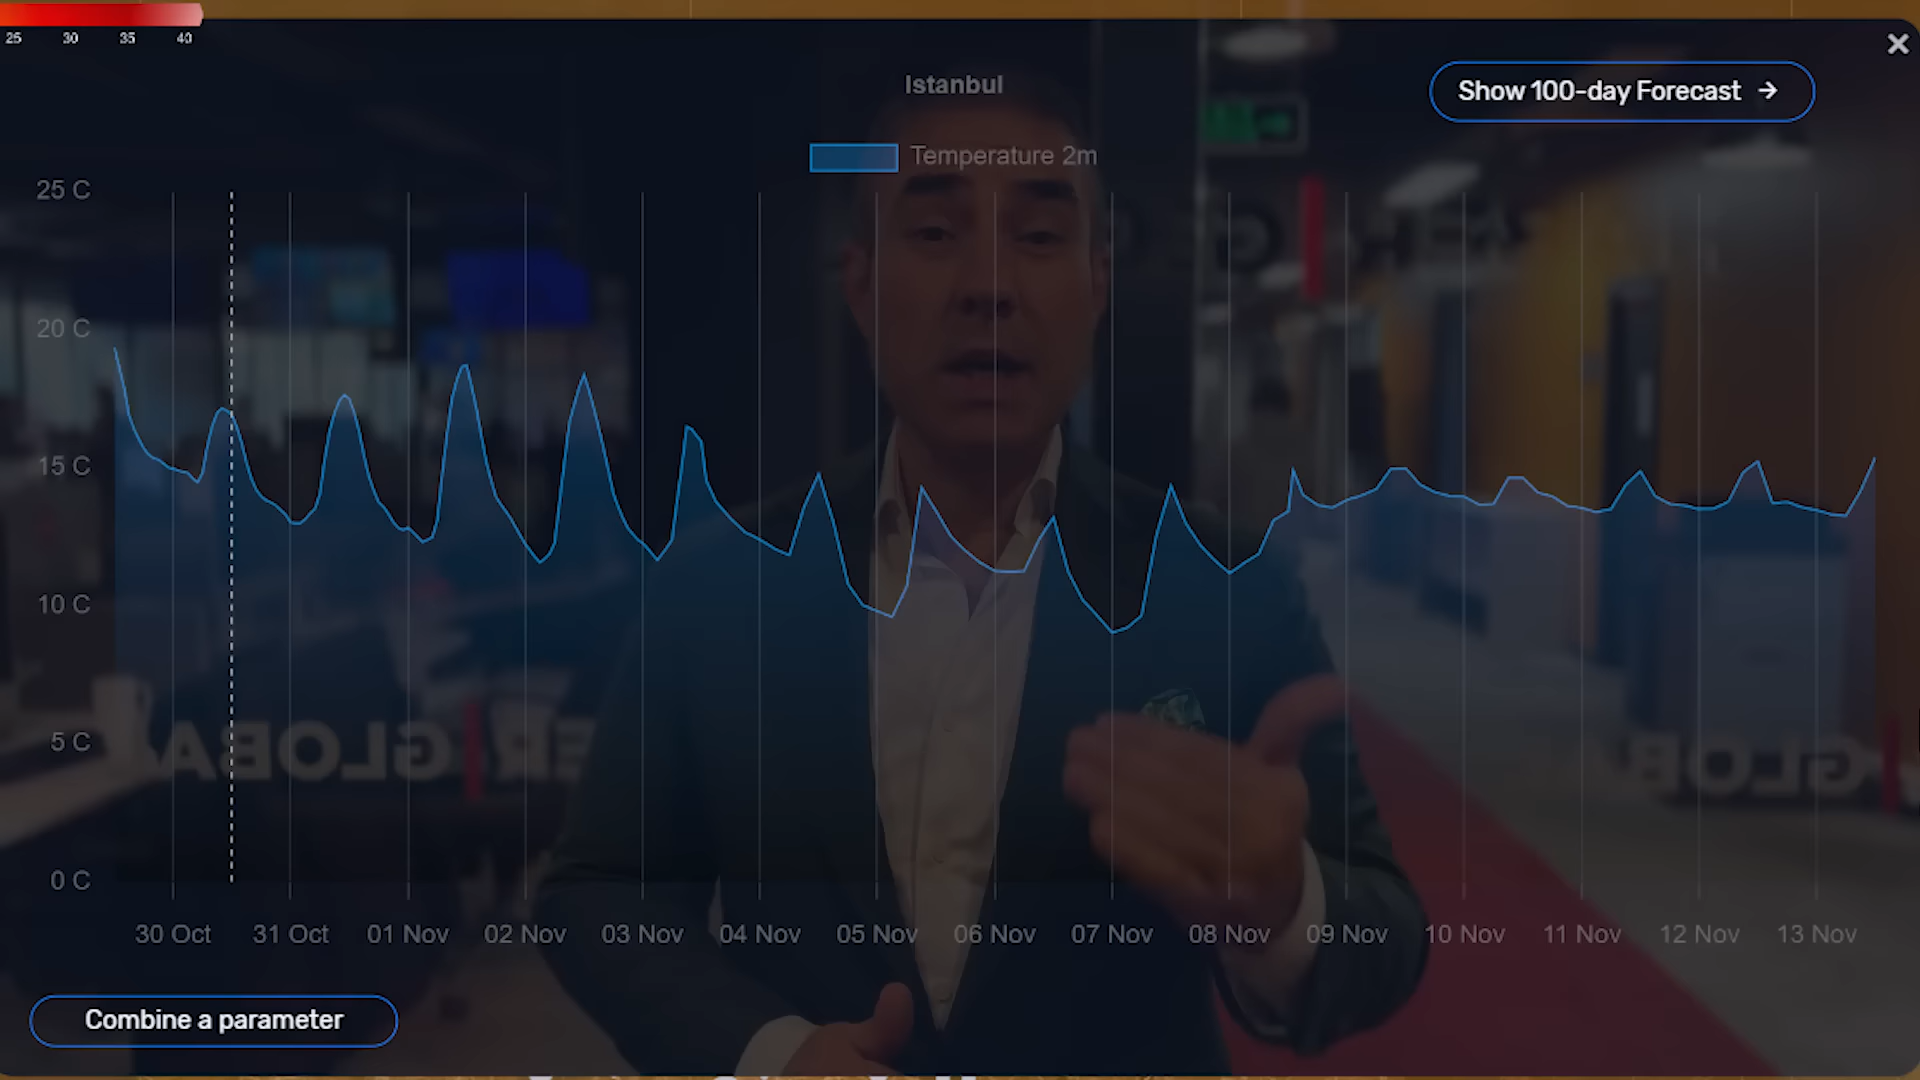 25 30 35 40
Istanbul
Show 100-day Forecast →
Temperature 2m
25 C
20 C
15 C
10 C
5 C
0 C
30 Oct 31 Oct 01 Nov 02 Nov 03 Nov 04 Nov 05 Nov 06 Nov 07 Nov 08 Nov 09 Nov 10 Nov 11 Nov 12 Nov 13 Nov
Combine a parameter